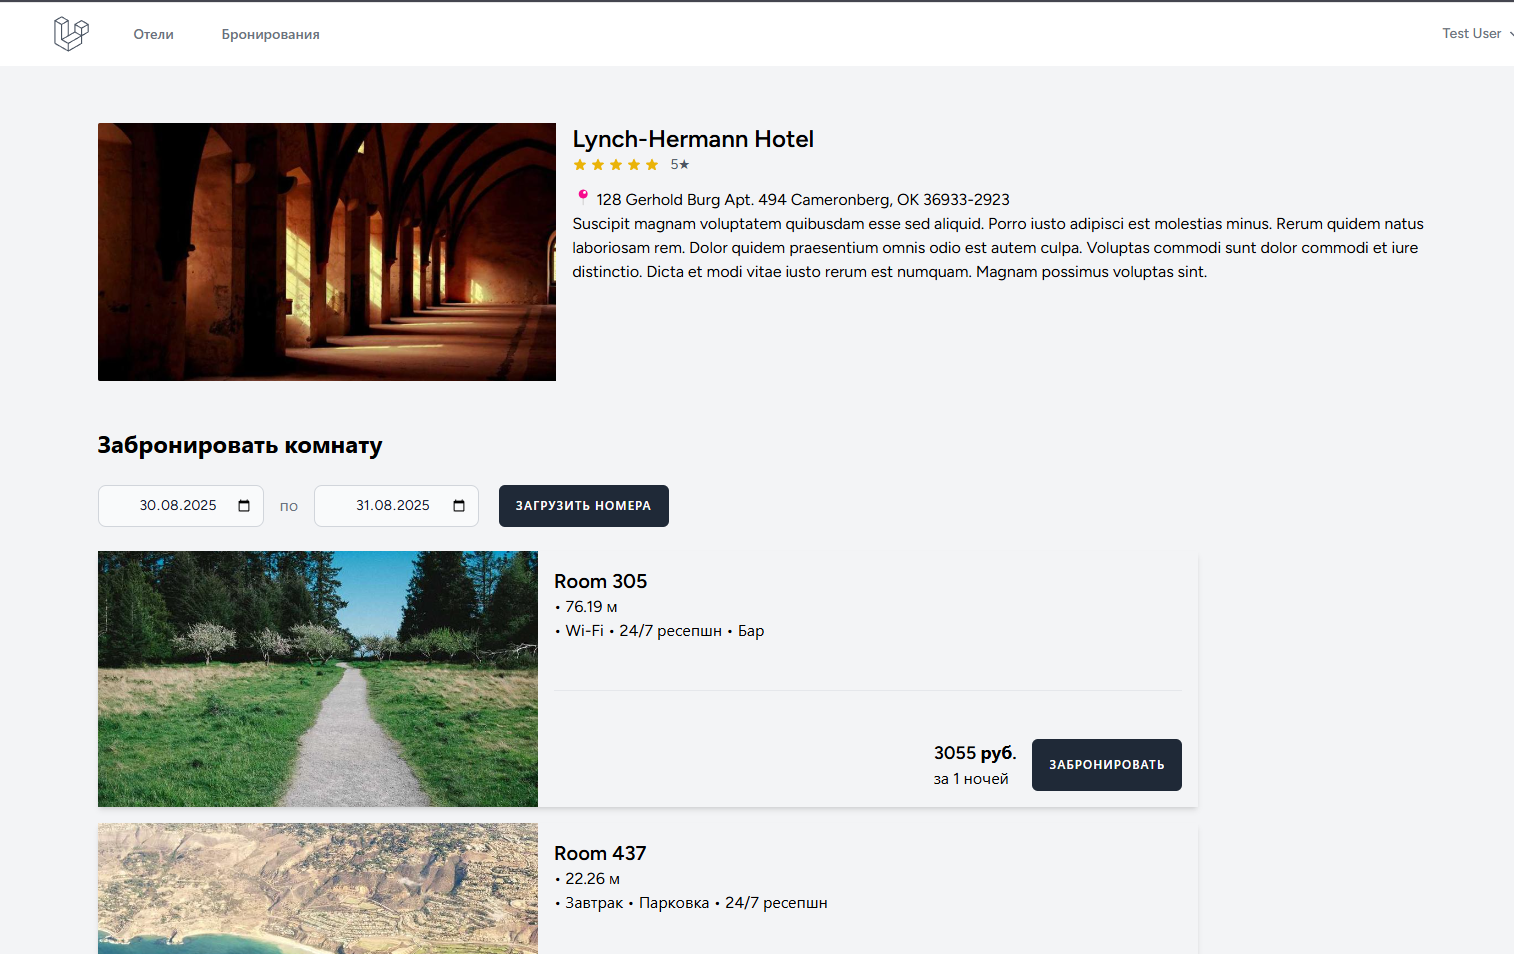 Отели Бронирования Test User
Lynch-Hermann Hotel
5★
128 Gerhold Burg Apt. 494 Cameronberg, OK 36933-2923
Suscipit magnam voluptatem quibusdam esse sed aliquid. Porro iusto adipisci est molestias minus. Rerum quidem natus
laboriosam rem. Dolor quidem praesentium omnis odio est autem culpa. Voluptas commodi sunt dolor commodi et iure
distinctio. Dicta et modi vitae iusto rerum est numquam. Magnam possimus voluptas sint.
Забронировать комнату
30.08.2025 по 31.08.2025 ЗАГРУЗИТЬ НОМЕРА
Room 305
• 76.19 м
• Wi-Fi • 24/7 ресепшн • Бар
3055 руб.
за 1 ночей
ЗАБРОНИРОВАТЬ
Room 437
• 22.26 м
• Завтрак • Парковка • 24/7 ресепшн